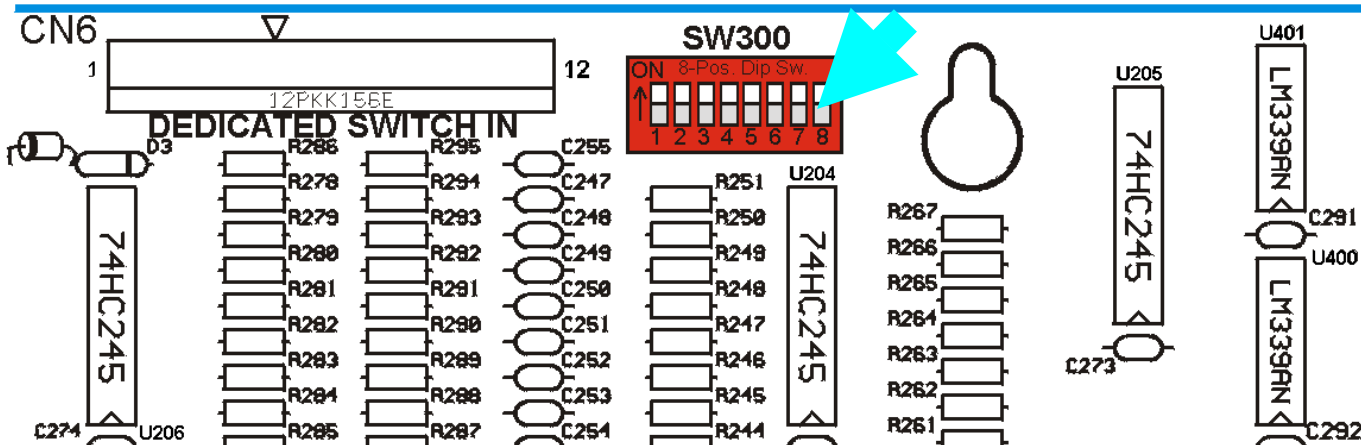 CN6
1
12
12PKK156E
DEDICATED SWITCH IN
SW300
ON 8-Pos. Dip Sw.
1 2 3 4 5 6 7 8
U401
LM339AN
C291
U400
LM339AN
C292
U205
74HC245
C273
D3
74HC245
C274
U206
R286
R278
R279
R280
R281
R282
R283
R284
R285
R295
R294
R293
R292
R291
R290
R289
R288
R287
C255
C247
C248
C249
C250
C251
C252
C253
C254
R251
R250
R249
R248
R247
R246
R245
R244
U204
74HC245
R267
R266
R265
R264
R263
R262
R261